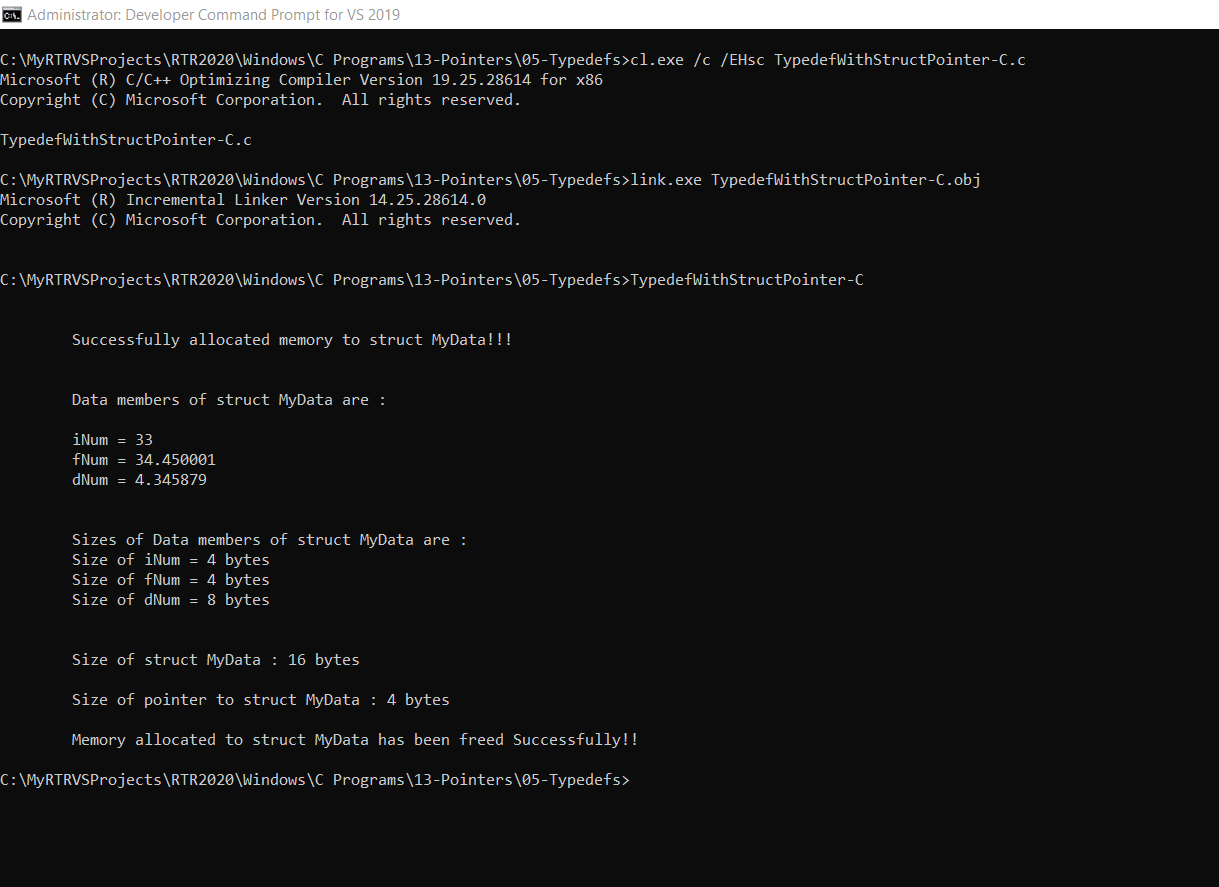 Administrator: Developer Command Prompt for VS 2019
C:\MyRTRVSProjects\RTR2020\Windows\C Programs\13-Pointers\05-Typedefs>cl.exe /c /EHsc TypedefWithStructPointer-C.c
Microsoft (R) C/C++ Optimizing Compiler Version 19.25.28614 for x86
Copyright (C) Microsoft Corporation.  All rights reserved.
TypedefWithStructPointer-C.c
C:\MyRTRVSProjects\RTR2020\Windows\C Programs\13-Pointers\05-Typedefs>link.exe TypedefWithStructPointer-C.obj
Microsoft (R) Incremental Linker Version 14.25.28614.0
Copyright (C) Microsoft Corporation.  All rights reserved.
C:\MyRTRVSProjects\RTR2020\Windows\C Programs\13-Pointers\05-Typedefs>TypedefWithStructPointer-C
Successfully allocated memory to struct MyData!!!
Data members of struct MyData are :
iNum = 33
fNum = 34.450001
dNum = 4.345879
Sizes of Data members of struct MyData are :
Size of iNum = 4 bytes
Size of fNum = 4 bytes
Size of dNum = 8 bytes
Size of struct MyData : 16 bytes
Size of pointer to struct MyData : 4 bytes
Memory allocated to struct MyData has been freed Successfully!!
C:\MyRTRVSProjects\RTR2020\Windows\C Programs\13-Pointers\05-Typedefs>